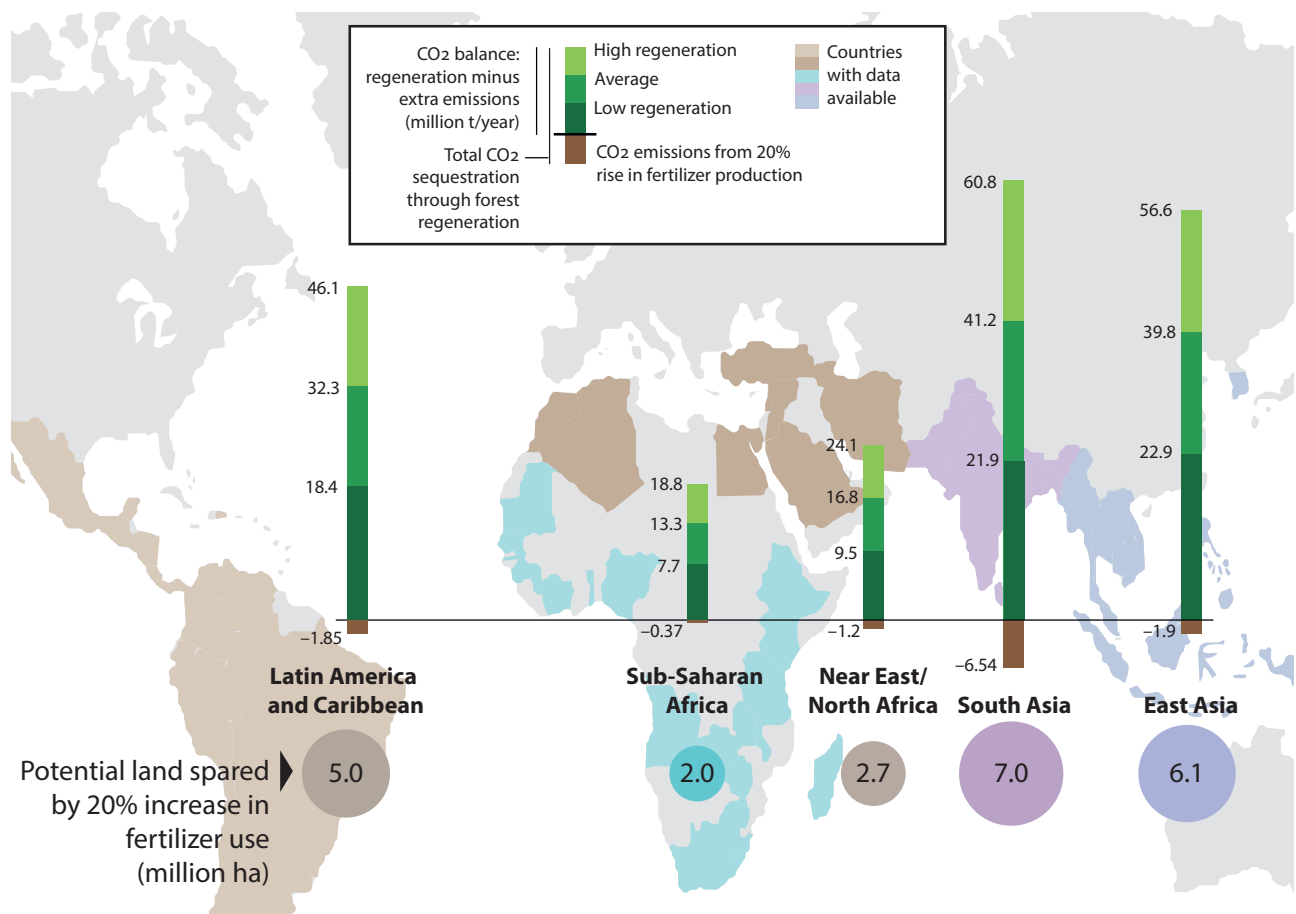 CO2 balance:
regeneration minus
extra emissions
(million t/year)
Total CO2
sequestration
through forest
regeneration
High regeneration
Average
Low regeneration
CO2 emissions from 20%
rise in fertilizer production
Countries
with data
available
46.1
32.3
18.4
–1.85
18.8
13.3
7.7
–0.37
24.1
16.8
9.5
–1.2
60.8
41.2
21.9
–6.54
56.6
39.8
22.9
–1.9
Latin America
and Caribbean
Sub-Saharan
Africa
Near East/
North Africa
South Asia
East Asia
Potential land spared
by 20% increase in
fertilizer use
(million ha)
5.0
2.0
2.7
7.0
6.1